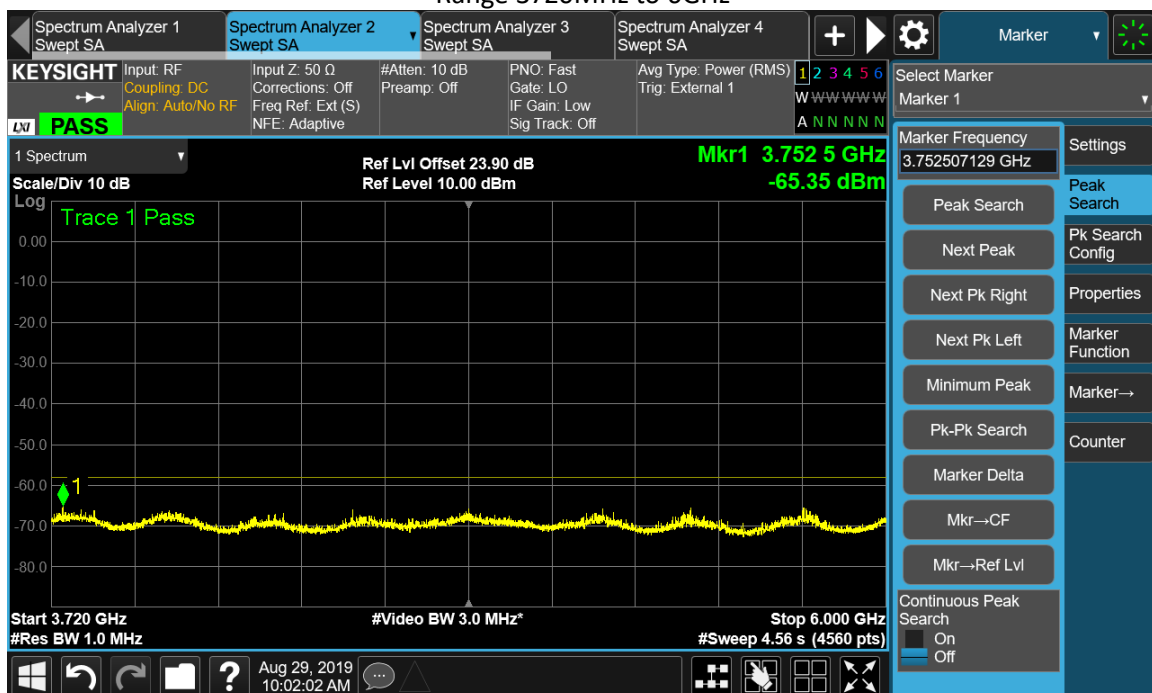 Range 3720MHz to 6GHz
Spectrum Analyzer 1
Swept SA
Spectrum Analyzer 2
Swept SA
Spectrum Analyzer 3
Swept SA
Spectrum Analyzer 4
Swept SA
+
Marker
KEYSIGHT
LXI
PASS
Input: RF
Coupling: DC
Align: Auto/No RF
Input Z: 50 Ω
Corrections: Off
Freq Ref: Ext (S)
NFE: Adaptive
#Atten: 10 dB
Preamp: Off
PNO: Fast
Gate: LO
IF Gain: Low
Sig Track: Off
Avg Type: Power (RMS)
Trig: External 1
1 2 3 4 5 6
W W W W W W
A N N N N N
Select Marker
Marker 1
1 Spectrum
Scale/Div 10 dB
Log
Ref Lvl Offset 23.90 dB
Ref Level 10.00 dBm
Mkr1 3.752 5 GHz
-65.35 dBm
Trace 1 Pass
0.00
-10.0
-20.0
-30.0
-40.0
-50.0
-60.0
-70.0
-80.0
1
Start 3.720 GHz
#Res BW 1.0 MHz
#Video BW 3.0 MHz*
Stop 6.000 GHz
#Sweep 4.56 s (4560 pts)
Marker Frequency
3.752507129 GHz
Peak Search
Next Peak
Next Pk Right
Next Pk Left
Minimum Peak
Pk-Pk Search
Marker Delta
Mkr→CF
Mkr→Ref Lvl
Continuous Peak
Search
On
Off
Settings
Peak
Search
Pk Search
Config
Properties
Marker
Function
Marker→
Counter
?
Aug 29, 2019
10:02:02 AM